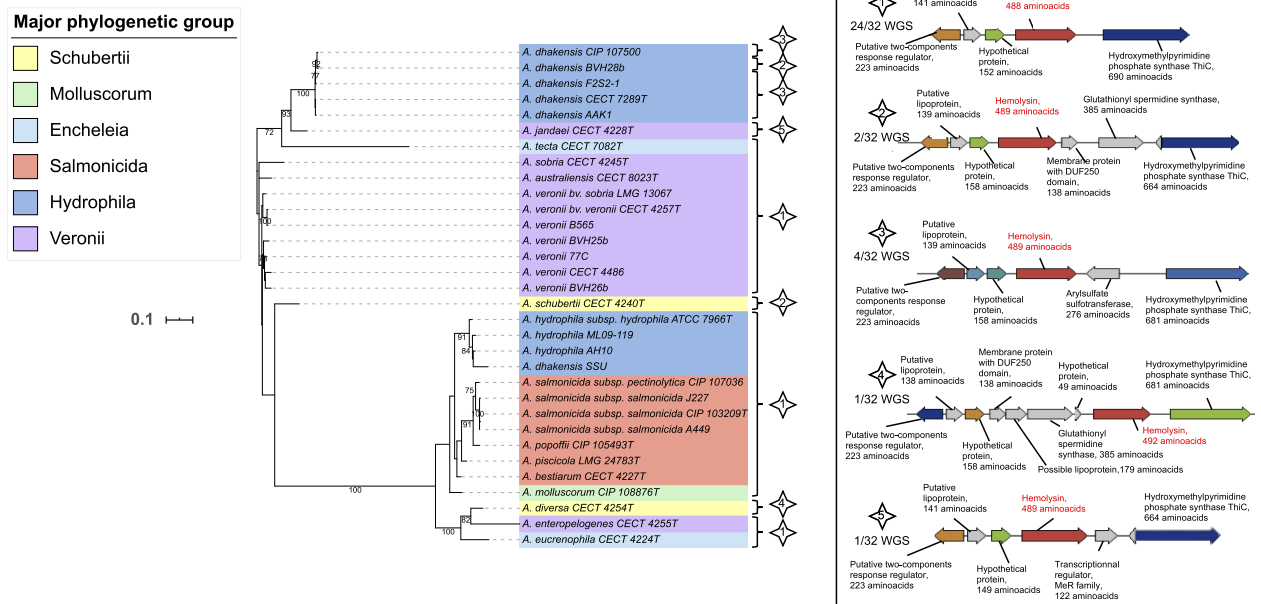 Major phylogenetic group
Schubertii
Molluscorum
Encheleia
Salmonicida
Hydrophila
Veronii
0.1
92
77
100
93
72
100
100
91
84
75
100
91
82
100
A. dhakensis CIP 107500
A. dhakensis BVH28b
A. dhakensis F2S2-1
A. dhakensis CECT 7289T
A. dhakensis AAK1
A. jandaei CECT 4228T
A. tecta CECT 7082T
A. sobria CECT 4245T
A. australiensis CECT 8023T
A. veronii bv. sobria LMG 13067
A. veronii bv. veronii CECT 4257T
A. veronii B565
A. veronii BVH25b
A. veronii 77C
A. veronii CECT 4486
A. veronii BVH26b
A. schubertii CECT 4240T
A. hydrophila subsp. hydrophila ATCC 7966T
A. hydrophila ML09-119
A. hydrophila AH10
A. dhakensis SSU
A. salmonicida subsp. pectinolytica CIP 107036
A. salmonicida subsp. salmonicida J227
A. salmonicida subsp. salmonicida CIP 103209T
A. salmonicida subsp. salmonicida A449
A. popoffii CIP 105493T
A. piscicola LMG 24783T
A. bestiarum CECT 4227T
A. molluscorum CIP 108876T
A. diversa CECT 4254T
A. enteropelogenes CECT 4255T
A. eucrenophila CECT 4224T
3
2
3
5
1
2
1
4
1
1
24/32 WGS
141 aminoacids
488 aminoacids
Putative two-components
response regulator,
223 aminoacids
Hypothetical
protein,
152 aminoacids
Hydroxymethylpyrimidine
phosphate synthase ThiC,
690 aminoacids
2
2/32 WGS
Putative
lipoprotein,
139 aminoacids
Hemolysin,
489 aminoacids
Glutathionyl spermidine synthase,
385 aminoacids
Putative two-components
response regulator,
223 aminoacids
Hypothetical
protein,
158 aminoacids
Membrane protein
with DUF250
domain,
138 aminoacids
Hydroxymethylpyrimidine
phosphate synthase ThiC,
664 aminoacids
3
4/32 WGS
Putative
lipoprotein,
139 aminoacids
Hemolysin,
489 aminoacids
Putative two-
components response
regulator,
223 aminoacids
Hypothetical
protein,
158 aminoacids
Arylsulfate
sulfotransferase,
276 aminoacids
Hydroxymethylpyrimidine
phosphate synthase ThiC,
681 aminoacids
4
1/32 WGS
Putative
lipoprotein,
138 aminoacids
Membrane protein
with DUF250
domain,
138 aminoacids
Hypothetical
protein,
49 aminoacids
Hydroxymethylpyrimidine
phosphate synthase ThiC,
681 aminoacids
Putative two-components
response regulator,
223 aminoacids
Hypothetical
protein,
158 aminoacids
Glutathionyl
spermidine
synthase, 385 aminoacids
Hemolysin,
492 aminoacids
Possible lipoprotein,179 aminoacids
5
1/32 WGS
Putative
lipoprotein,
141 aminoacids
Hemolysin,
489 aminoacids
Hydroxymethylpyrimidine
phosphate synthase ThiC,
664 aminoacids
Putative two-components
response regulator,
223 aminoacids
Hypothetical
protein,
149 aminoacids
Transcriptionnal
regulator,
MeR family,
122 aminoacids